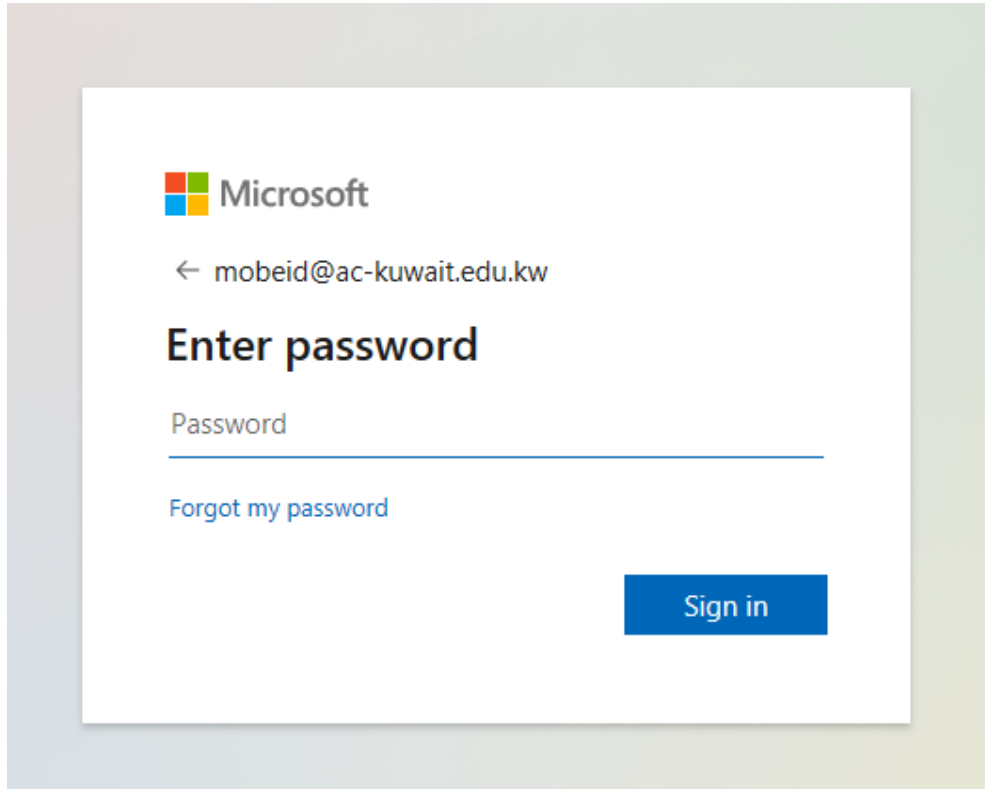 Microsoft
← mobeid@ac-kuwait.edu.kw
Enter password
Password
Forgot my password
Sign in